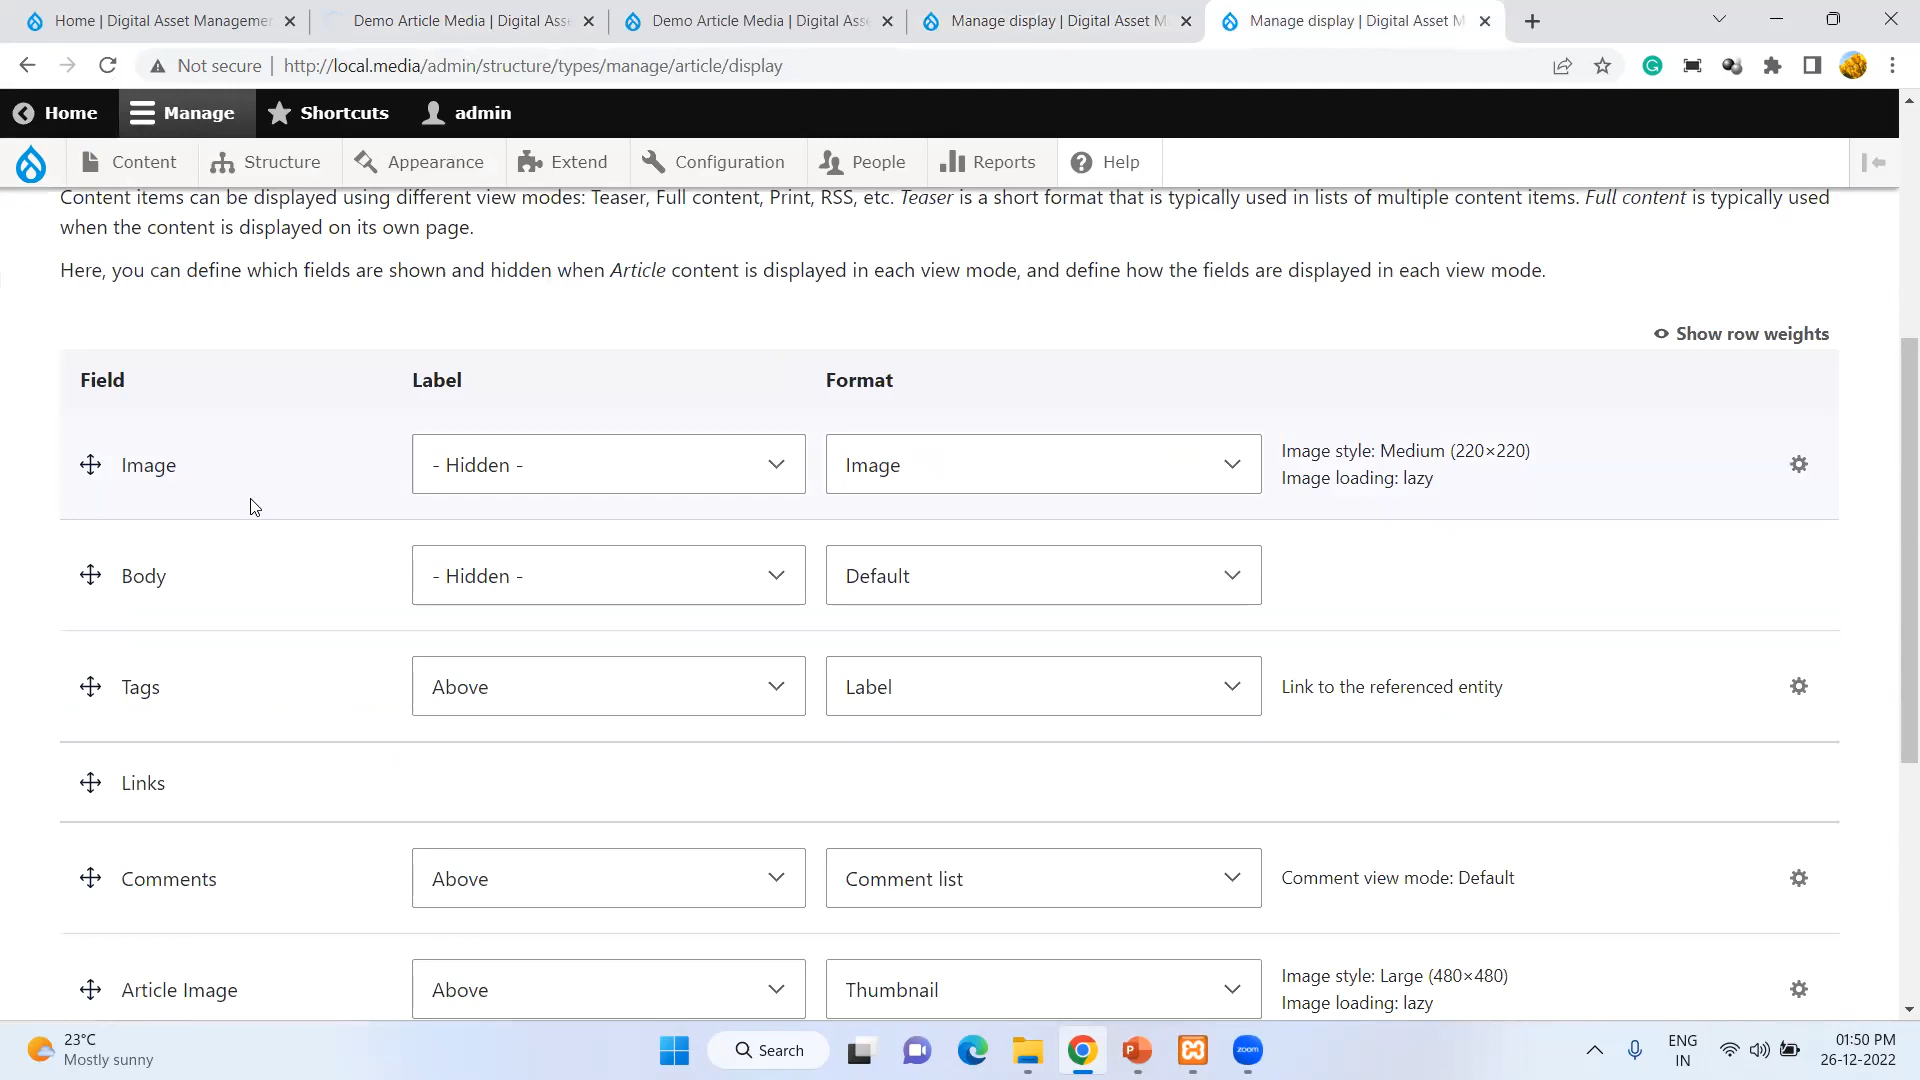 Home | Digital Asset Managemen
Demo Article Media | Digital Asse
Demo Article Media | Digital Asse
Manage display | Digital Asset M
Manage display | Digital Asset M
Not secure
http://local.media/admin/structure/types/manage/article/display
Home
Manage
Shortcuts
admin
Content
Structure
Appearance
Extend
Configuration
People
Reports
Help
Content items can be displayed using different view modes: Teaser, Full content, Print, RSS, etc. Teaser is a short format that is typically used in lists of multiple content items. Full content is typically used
when the content is displayed on its own page.
Here, you can define which fields are shown and hidden when Article content is displayed in each view mode, and define how the fields are displayed in each view mode.
Show row weights
Field Label Format
Image - Hidden - Image Image style: Medium (220×220)
Image loading: lazy
Body - Hidden - Default
Tags Above Label Link to the referenced entity
Links
Comments Above Comment list Comment view mode: Default
Article Image Above Thumbnail Image style: Large (480×480)
Image loading: lazy
23°C
Mostly sunny
Search
zoom
ENG
IN
01:50 PM
26-12-2022